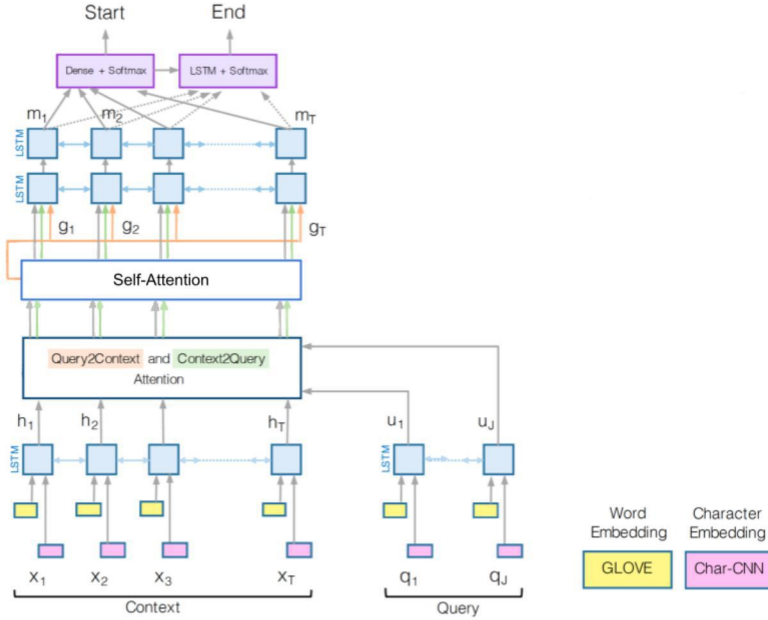 Start End
Dense + Softmax LSTM + Softmax
m1 m2 mT
LSTM
LSTM
g1 g2 gT
Self-Attention
Query2Context and Context2Query
Attention
h1 h2 hT u1 uJ
LSTM LSTM
Word Character
Embedding Embedding
GLOVE Char-CNN
x1 x2 x3 xT q1 qJ
Context Query